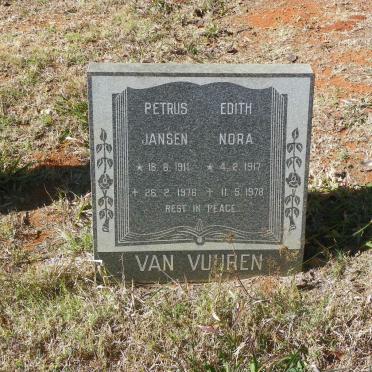 PETRUS EDITH
JANSEN NORA
* 18.8.1911 * 4.2.1917
+ 26.2.1976 + 11.5.1978
REST IN PEACE
VAN VUUREN